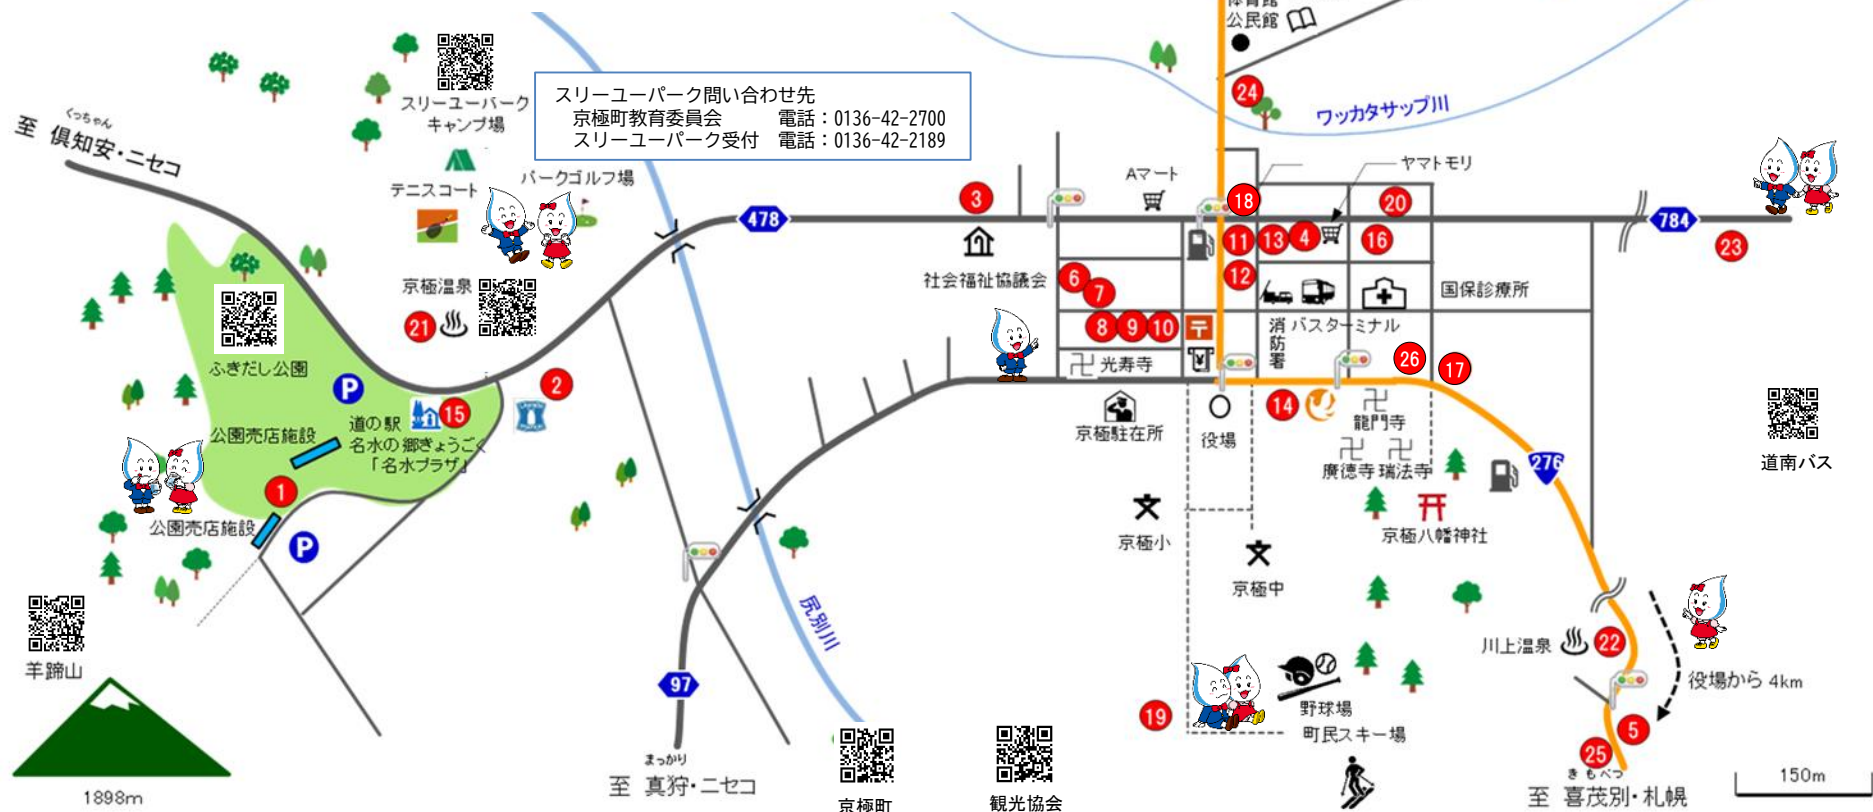 体育館
公民館
24
ワッカタサップ川
スリーユーパーク
キャンプ場
スリーユーパーク問い合わせ先
京極町教育委員会 電話：0136-42-2700
スリーユーパーク受付 電話：0136-42-2189
くっちゃん
至 倶知安・ニセコ
テニスコート
パークゴルフ場
478
3
Aマート
18
ヤマトモリ
20
784
23
社会福祉協議会
11
13
4
16
12
6
7
8
9
10
〒
¥
国保診療所
消防署
バスターミナル
京極温泉
21
ふきだし公園
P
2
道の駅
15
名水の郷きょうごく
「名水プラザ」
公園売店施設
1
公園売店施設
P
卍 光寿寺
京極駐在所
役場
14
26
17
卍
龍門寺
卍 卍
廣徳寺 瑞法寺
276
道南バス
文
京極小
文
京極中
京極八幡神社
尻別川
97
羊蹄山
1898m
まっかり
至 真狩・ニセコ
京極町
観光協会
19
野球場
町民スキー場
川上温泉
22
役場から 4km
5
25
きもべつ
至 喜茂別・札幌
150m